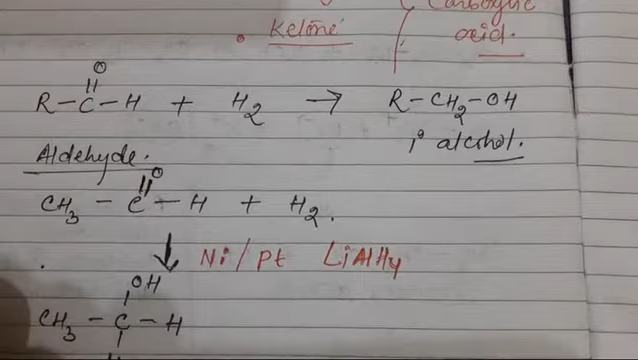 Carboxylic
• Ketone acid.
O
||
R-C-H + H2 → R-CH2-OH
Aldehyde. 1° alcohol.
O
||
CH3-C-H + H2.
↓ Ni/Pt LiAlH4
OH
|
CH3-C-H
|